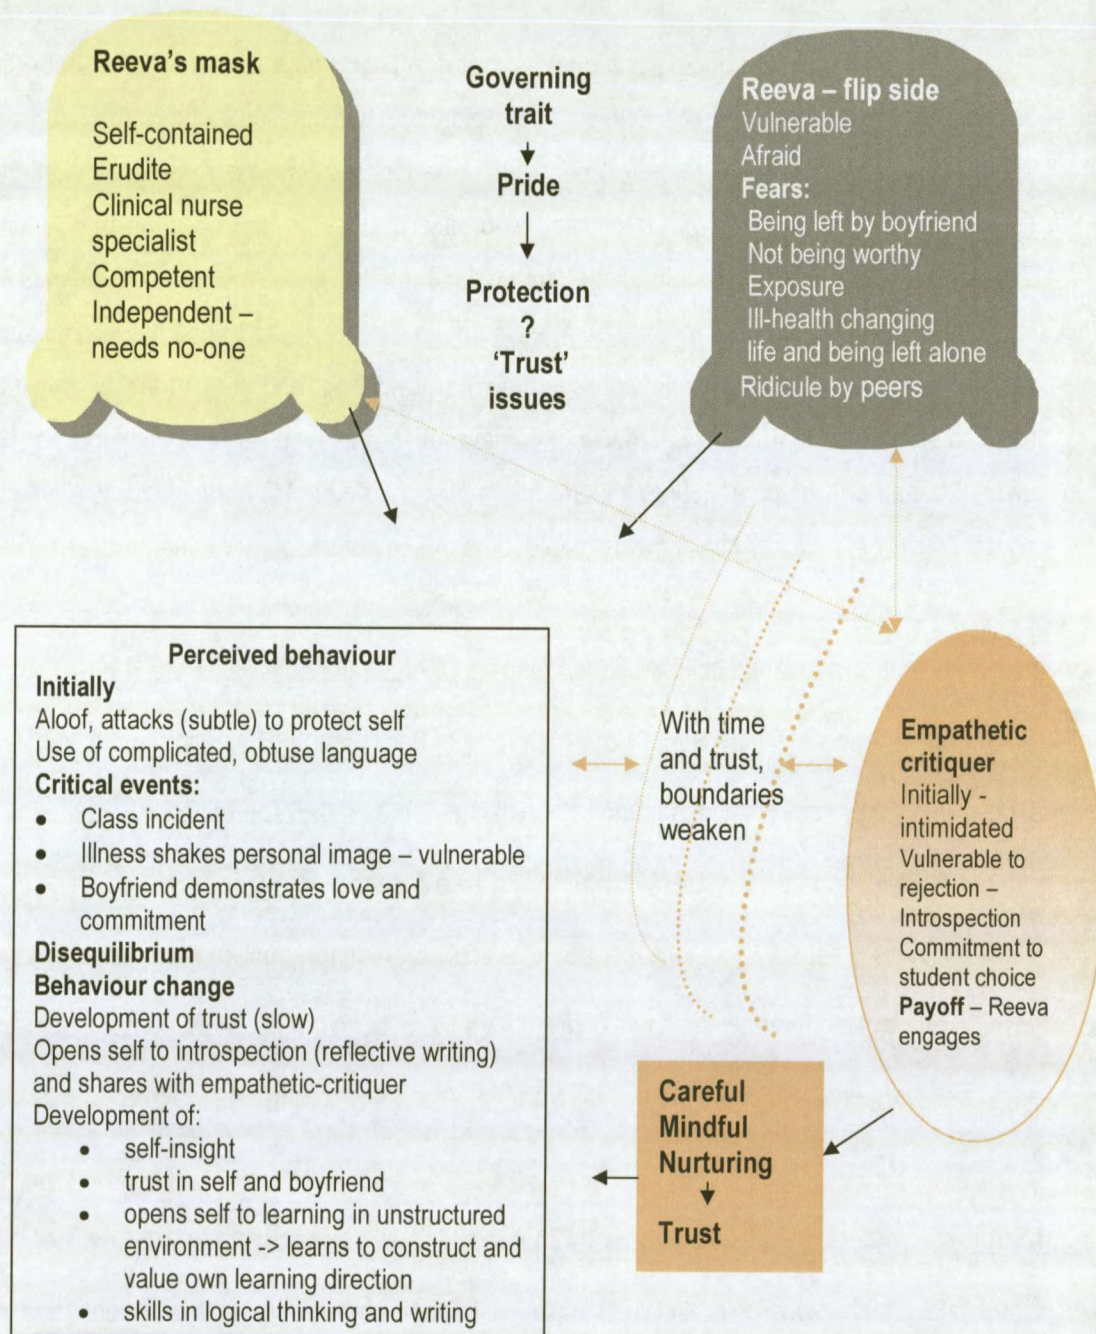 Reeva's mask
Self-contained
Erudite
Clinical nurse
specialist
Competent
Independent –
needs no-one
Governing
trait
Pride
Protection
?
'Trust'
issues
Reeva – flip side
Vulnerable
Afraid
Fears:
Being left by boyfriend
Not being worthy
Exposure
Ill-health changing
life and being left alone
Ridicule by peers
Perceived behaviour
Initially
Aloof, attacks (subtle) to protect self
Use of complicated, obtuse language
Critical events:
• Class incident
• Illness shakes personal image – vulnerable
• Boyfriend demonstrates love and
commitment
Disequilibrium
Behaviour change
Development of trust (slow)
Opens self to introspection (reflective writing)
and shares with empathetic-critiquer
Development of:
• self-insight
• trust in self and boyfriend
• opens self to learning in unstructured
environment -> learns to construct and
value own learning direction
• skills in logical thinking and writing
With time
and trust,
boundaries
weaken
Empathetic
critiquer
Initially -
intimidated
Vulnerable to
rejection –
Introspection
Commitment to
student choice
Payoff – Reeva
engages
Careful
Mindful
Nurturing
Trust